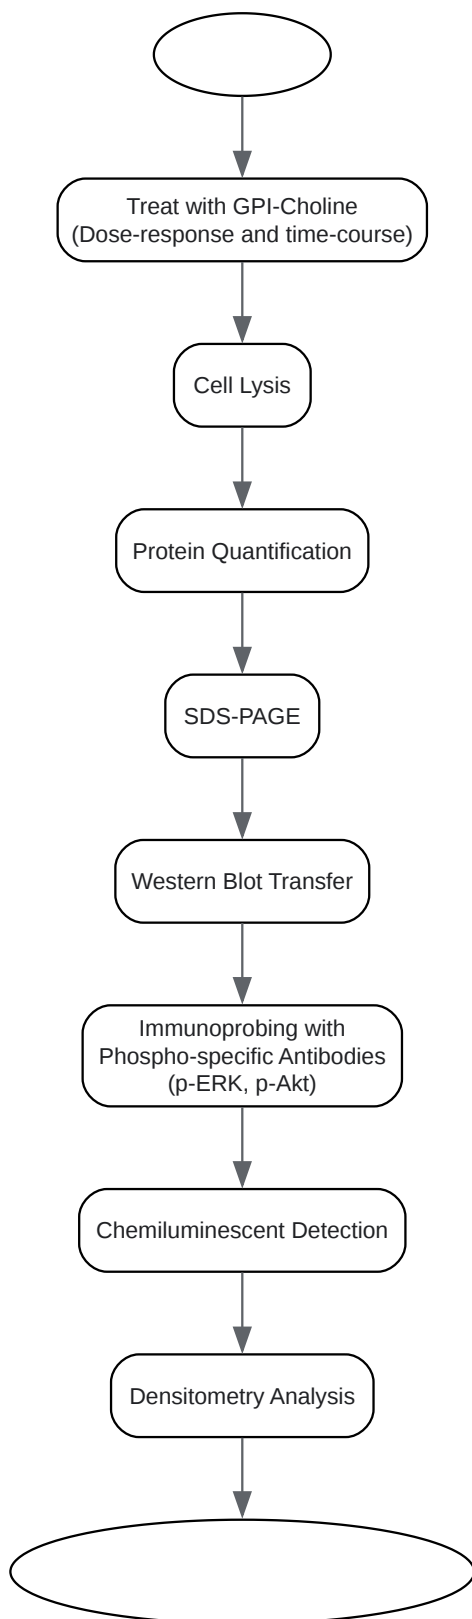 Treat with GPI-Choline
(Dose-response and time-course)
Cell Lysis
Protein Quantification
SDS-PAGE
Western Blot Transfer
Immunoprobing with
Phospho-specific Antibodies
(p-ERK, p-Akt)
Chemiluminescent Detection
Densitometry Analysis